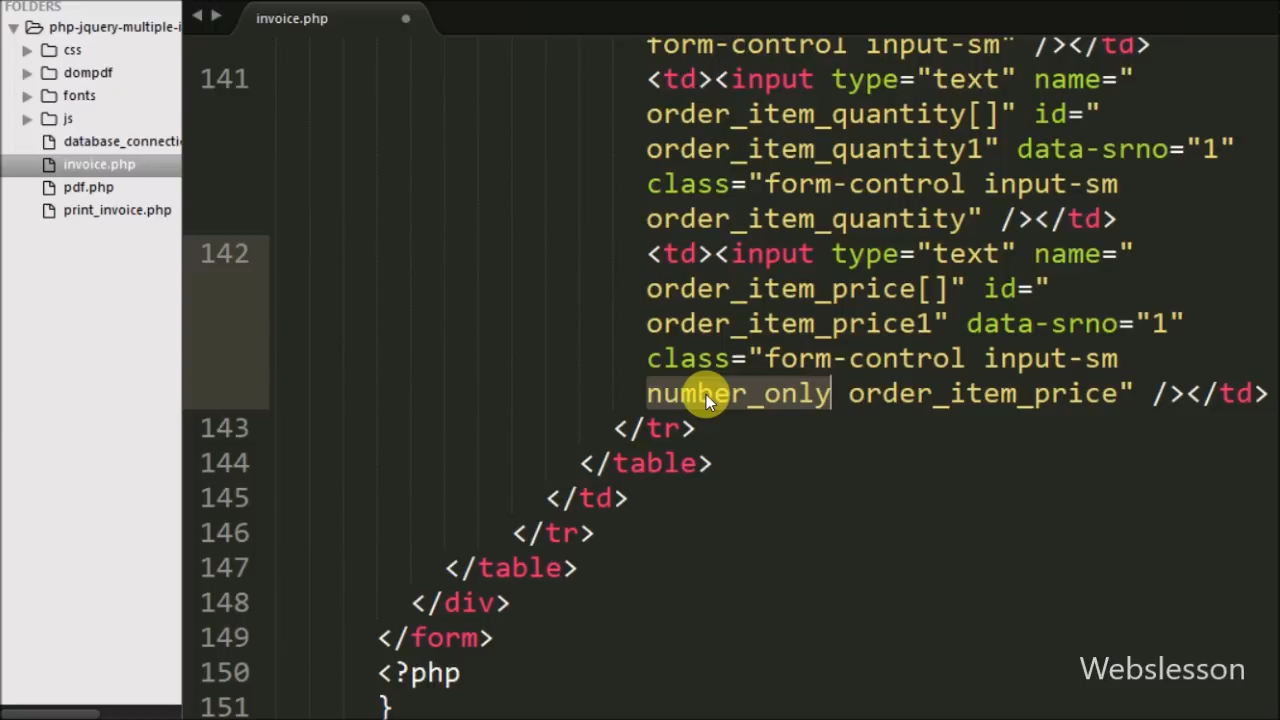 FOLDERS
php-jquery-multiple-i
css
dompdf
fonts
js
database_connecti
invoice.php
pdf.php
print_invoice.php
invoice.php
form-control input-sm" /></td>
141 <td><input type="text" name="
order_item_quantity[]" id="
order_item_quantity1" data-srno="1"
class="form-control input-sm
order_item_quantity" /></td>
142 <td><input type="text" name="
order_item_price[]" id="
order_item_price1" data-srno="1"
class="form-control input-sm
number_only order_item_price" /></td>
143 </tr>
144 </table>
145 </td>
146 </tr>
147 </table>
148 </div>
149 </form>
150 <?php
151 }
Webslesson